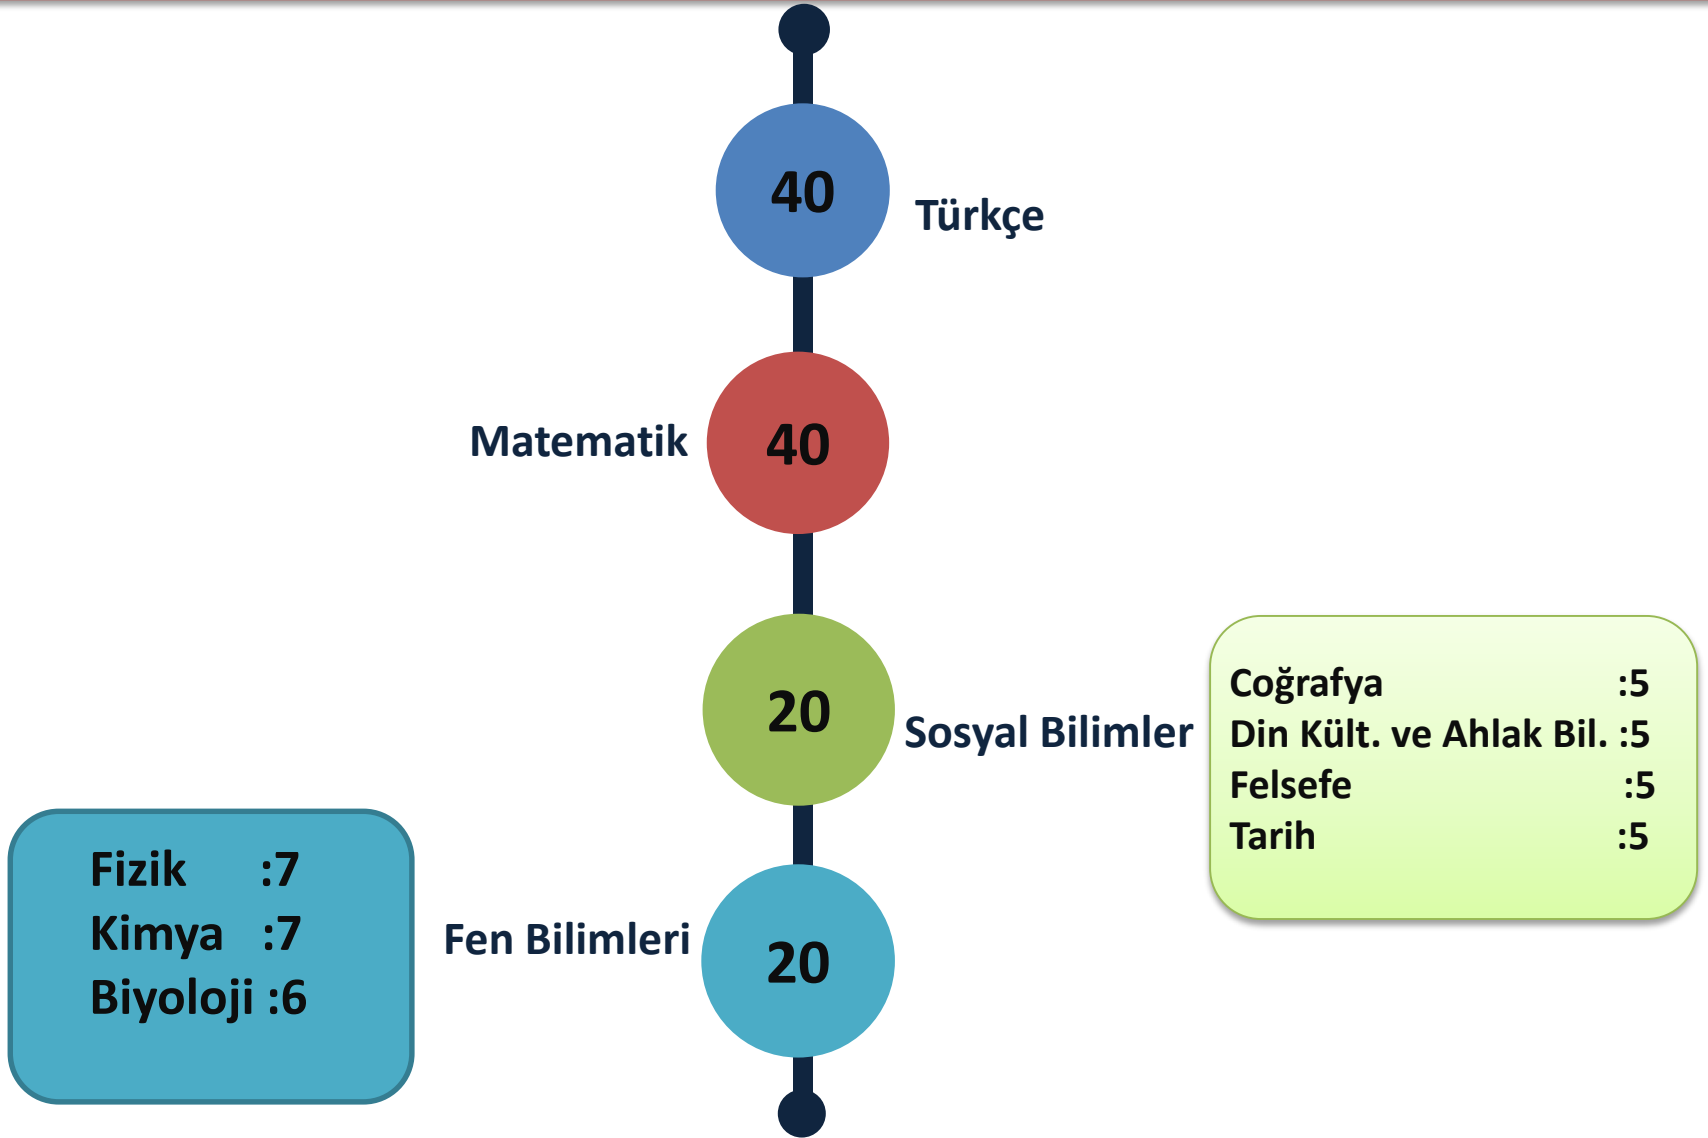 40
Türkçe
Matematik
40
20
Sosyal Bilimler
Coğrafya :5
Din Kült. ve Ahlak Bil. :5
Felsefe :5
Tarih :5
Fizik :7
Kimya :7
Biyoloji :6
Fen Bilimleri
20